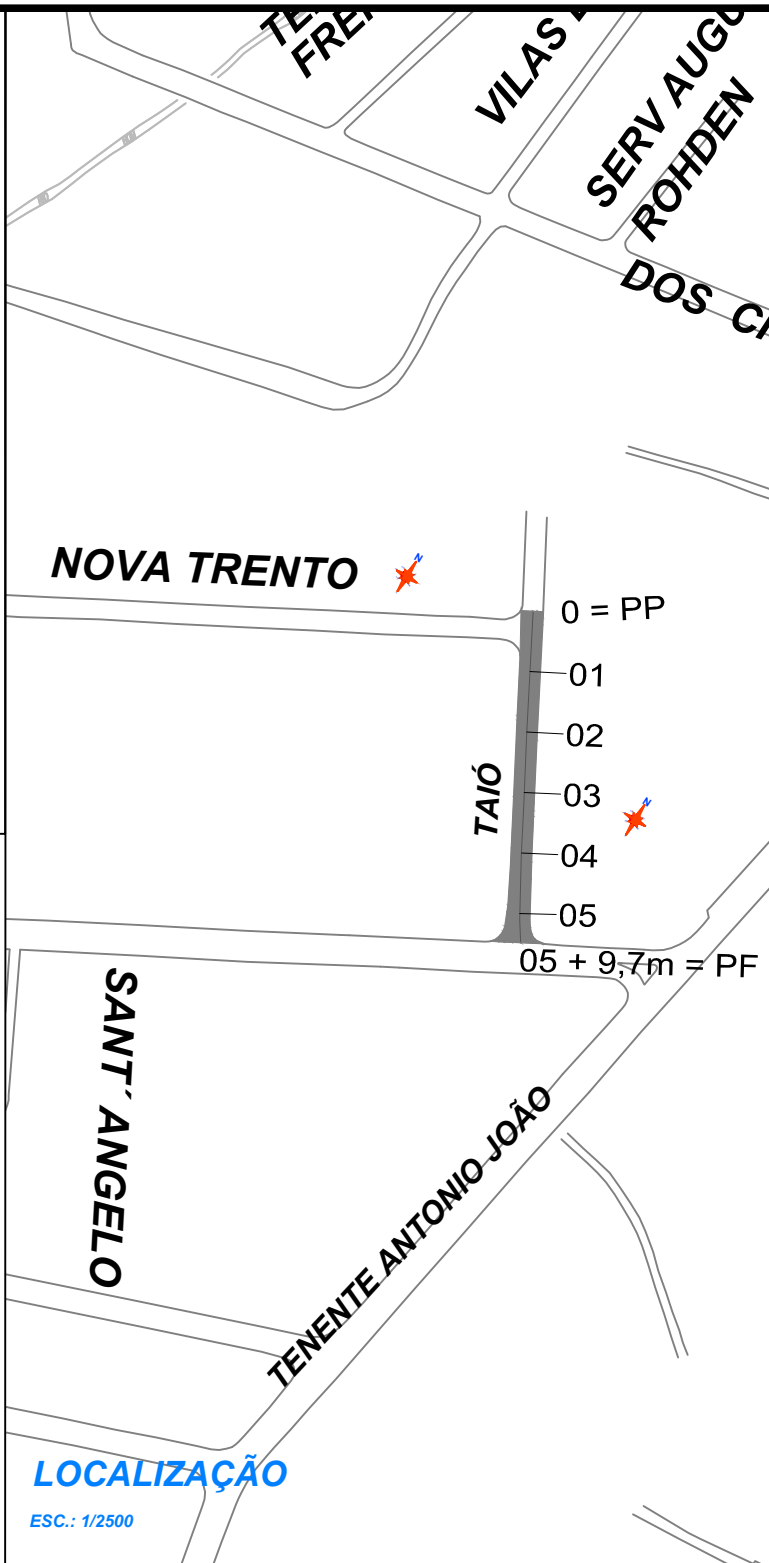 FREI
VILAS
SERV AUGU
ROHDEN
DOS
NOVA TRENTO
N
0 = PP
01
02
03
04
05
05 + 9,7m = PF
TAIÓ
N
SANT´ ANGELO
TENENTE ANTONIO JOÃO
LOCALIZAÇÃO
ESC.: 1/2500